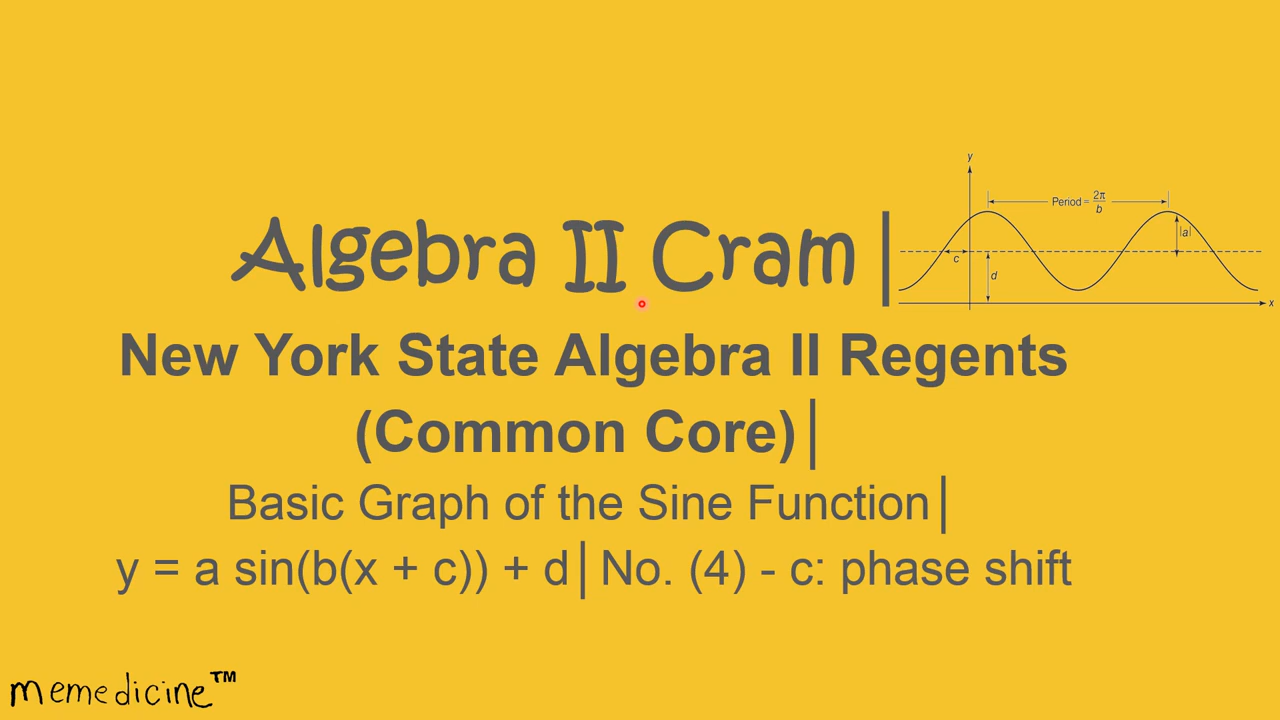 Algebra II Cram|
y
Period = 2π/b
|a|
c
d
x
New York State Algebra II Regents
(Common Core)|
Basic Graph of the Sine Function|
y = a sin(b(x + c)) + d|No. (4) - c: phase shift
memedicine™